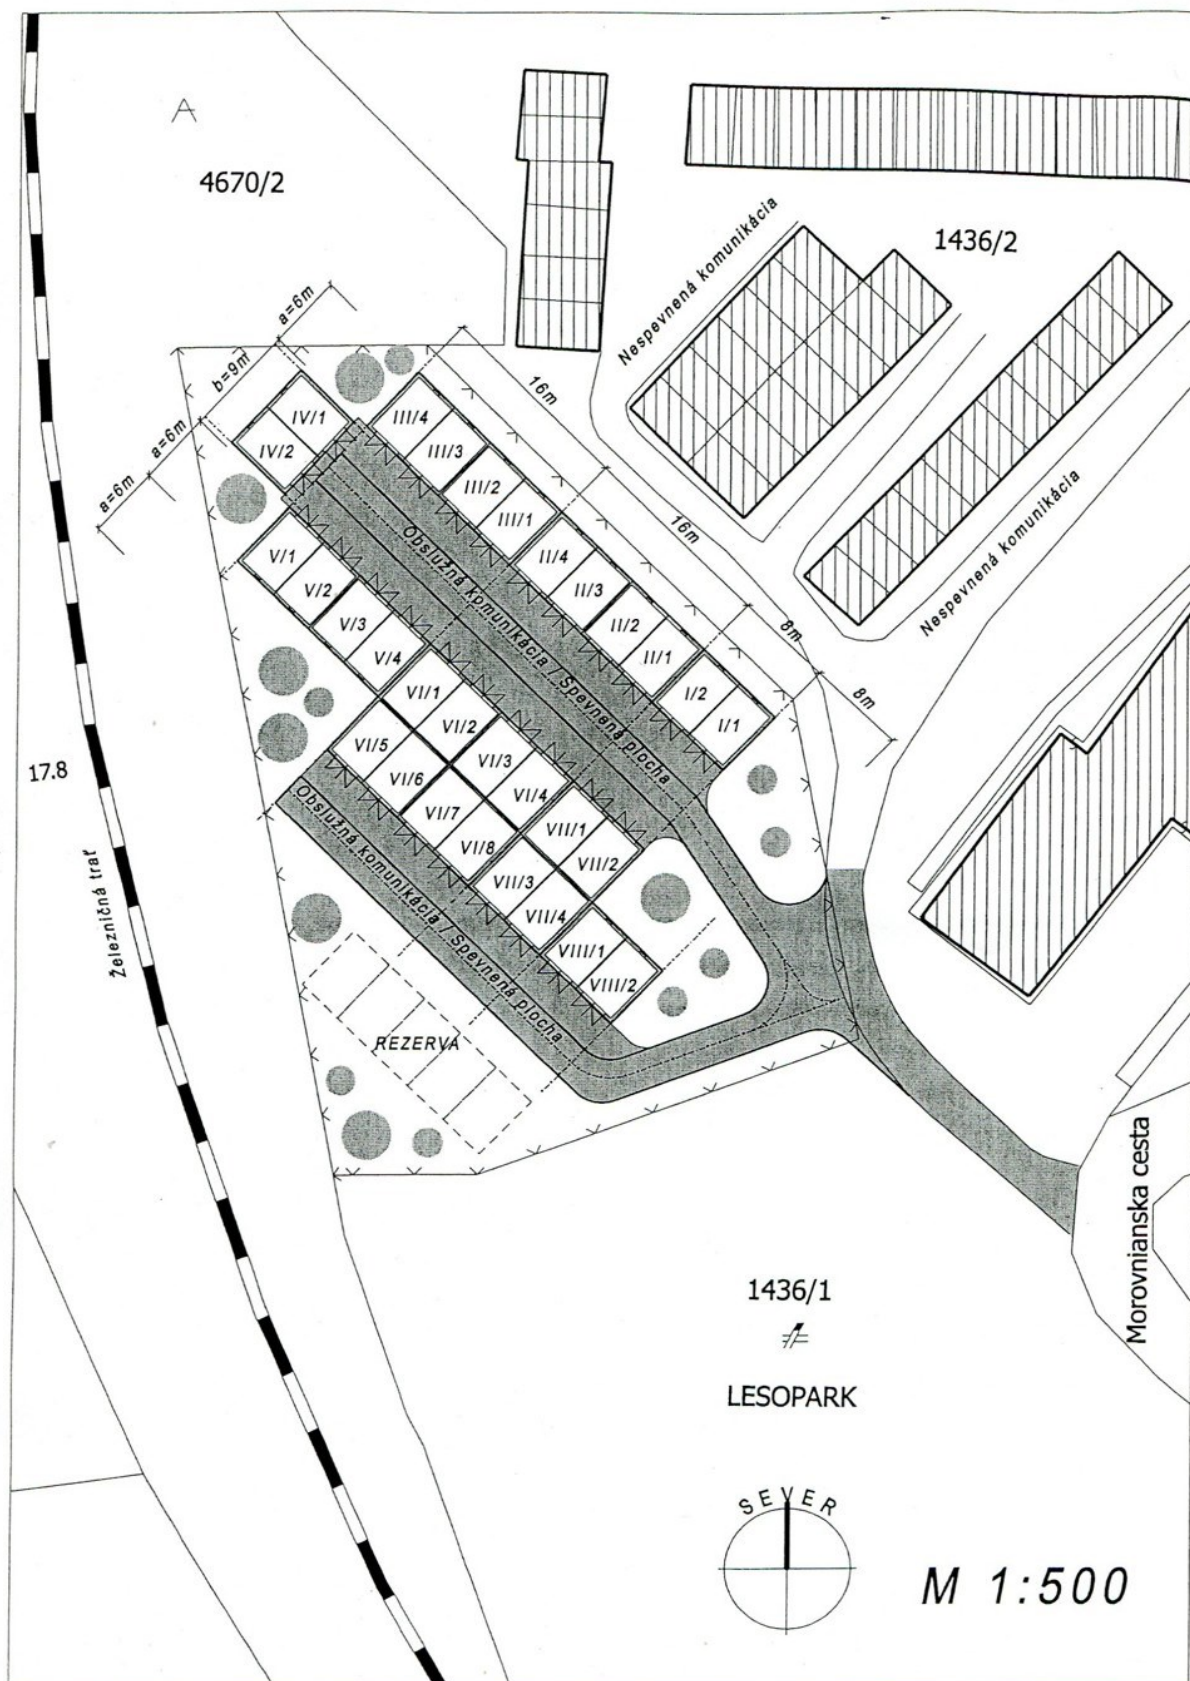 A
4670/2
1436/2
Nespevnená komunikácia
a=6m
b=9m
a=6m
a=6m
16m
16m
8m
8m
Nespevnená komunikácia
IV/1
IV/2
III/4
III/3
III/2
III/1
II/4
II/3
II/2
II/1
I/2
I/1
Obslužná komunikácia / Spevnená plocha
V/1
V/2
V/3
V/4
VI/1
VI/2
VI/3
VI/4
VI/5
VI/6
VI/7
VI/8
VII/1
VII/2
VII/3
VII/4
VIII/1
VIII/2
Obslužná komunikácia / Spevnená plocha
17.8
Železničná trať
REZERVA
Morovnianska cesta
1436/1
LESOPARK
SEVER
M 1:500